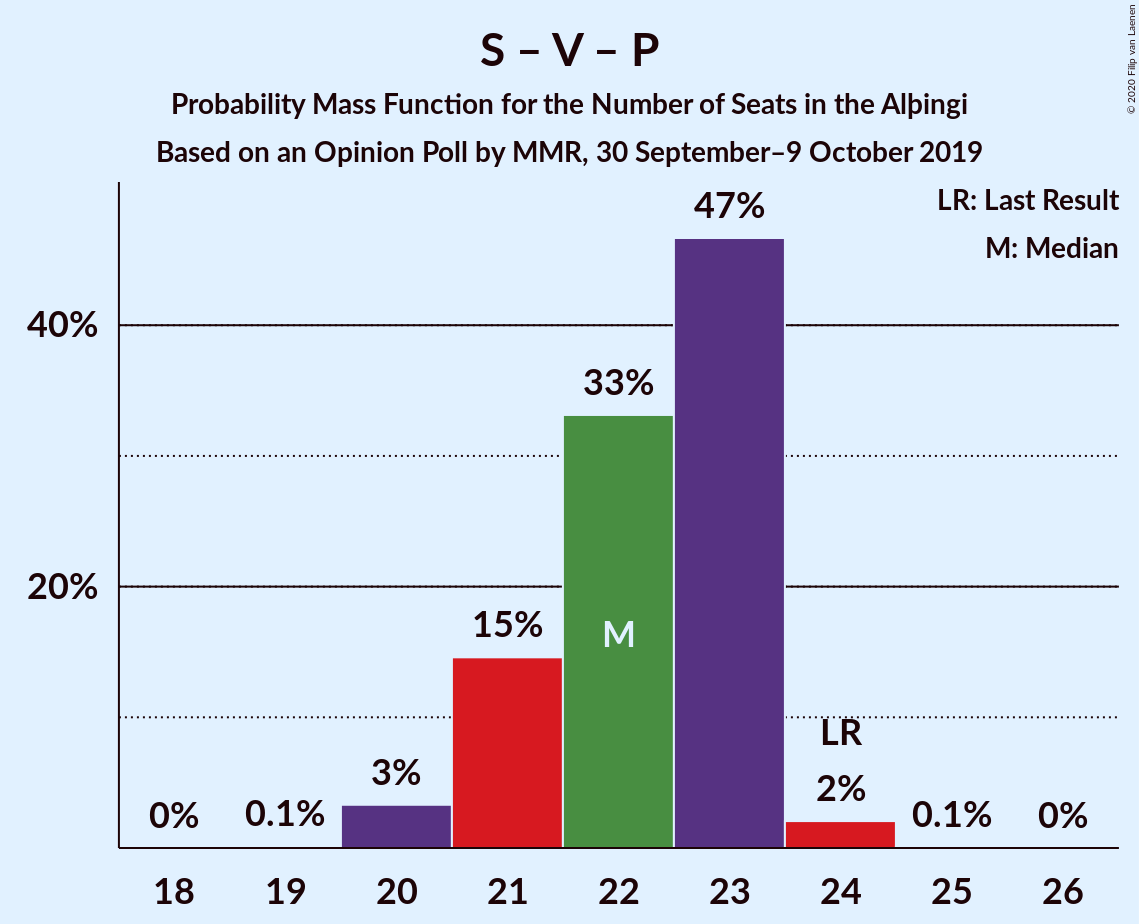 S – V – P
Probability Mass Function for the Number of Seats in the Alþingi
Based on an Opinion Poll by MMR, 30 September–9 October 2019
© 2020 Filip van Laenen
LR: Last Result
M: Median
40%
20%
0%
0.1%
3%
15%
33%
M
47%
LR
2%
0.1%
0%
18 19 20 21 22 23 24 25 26